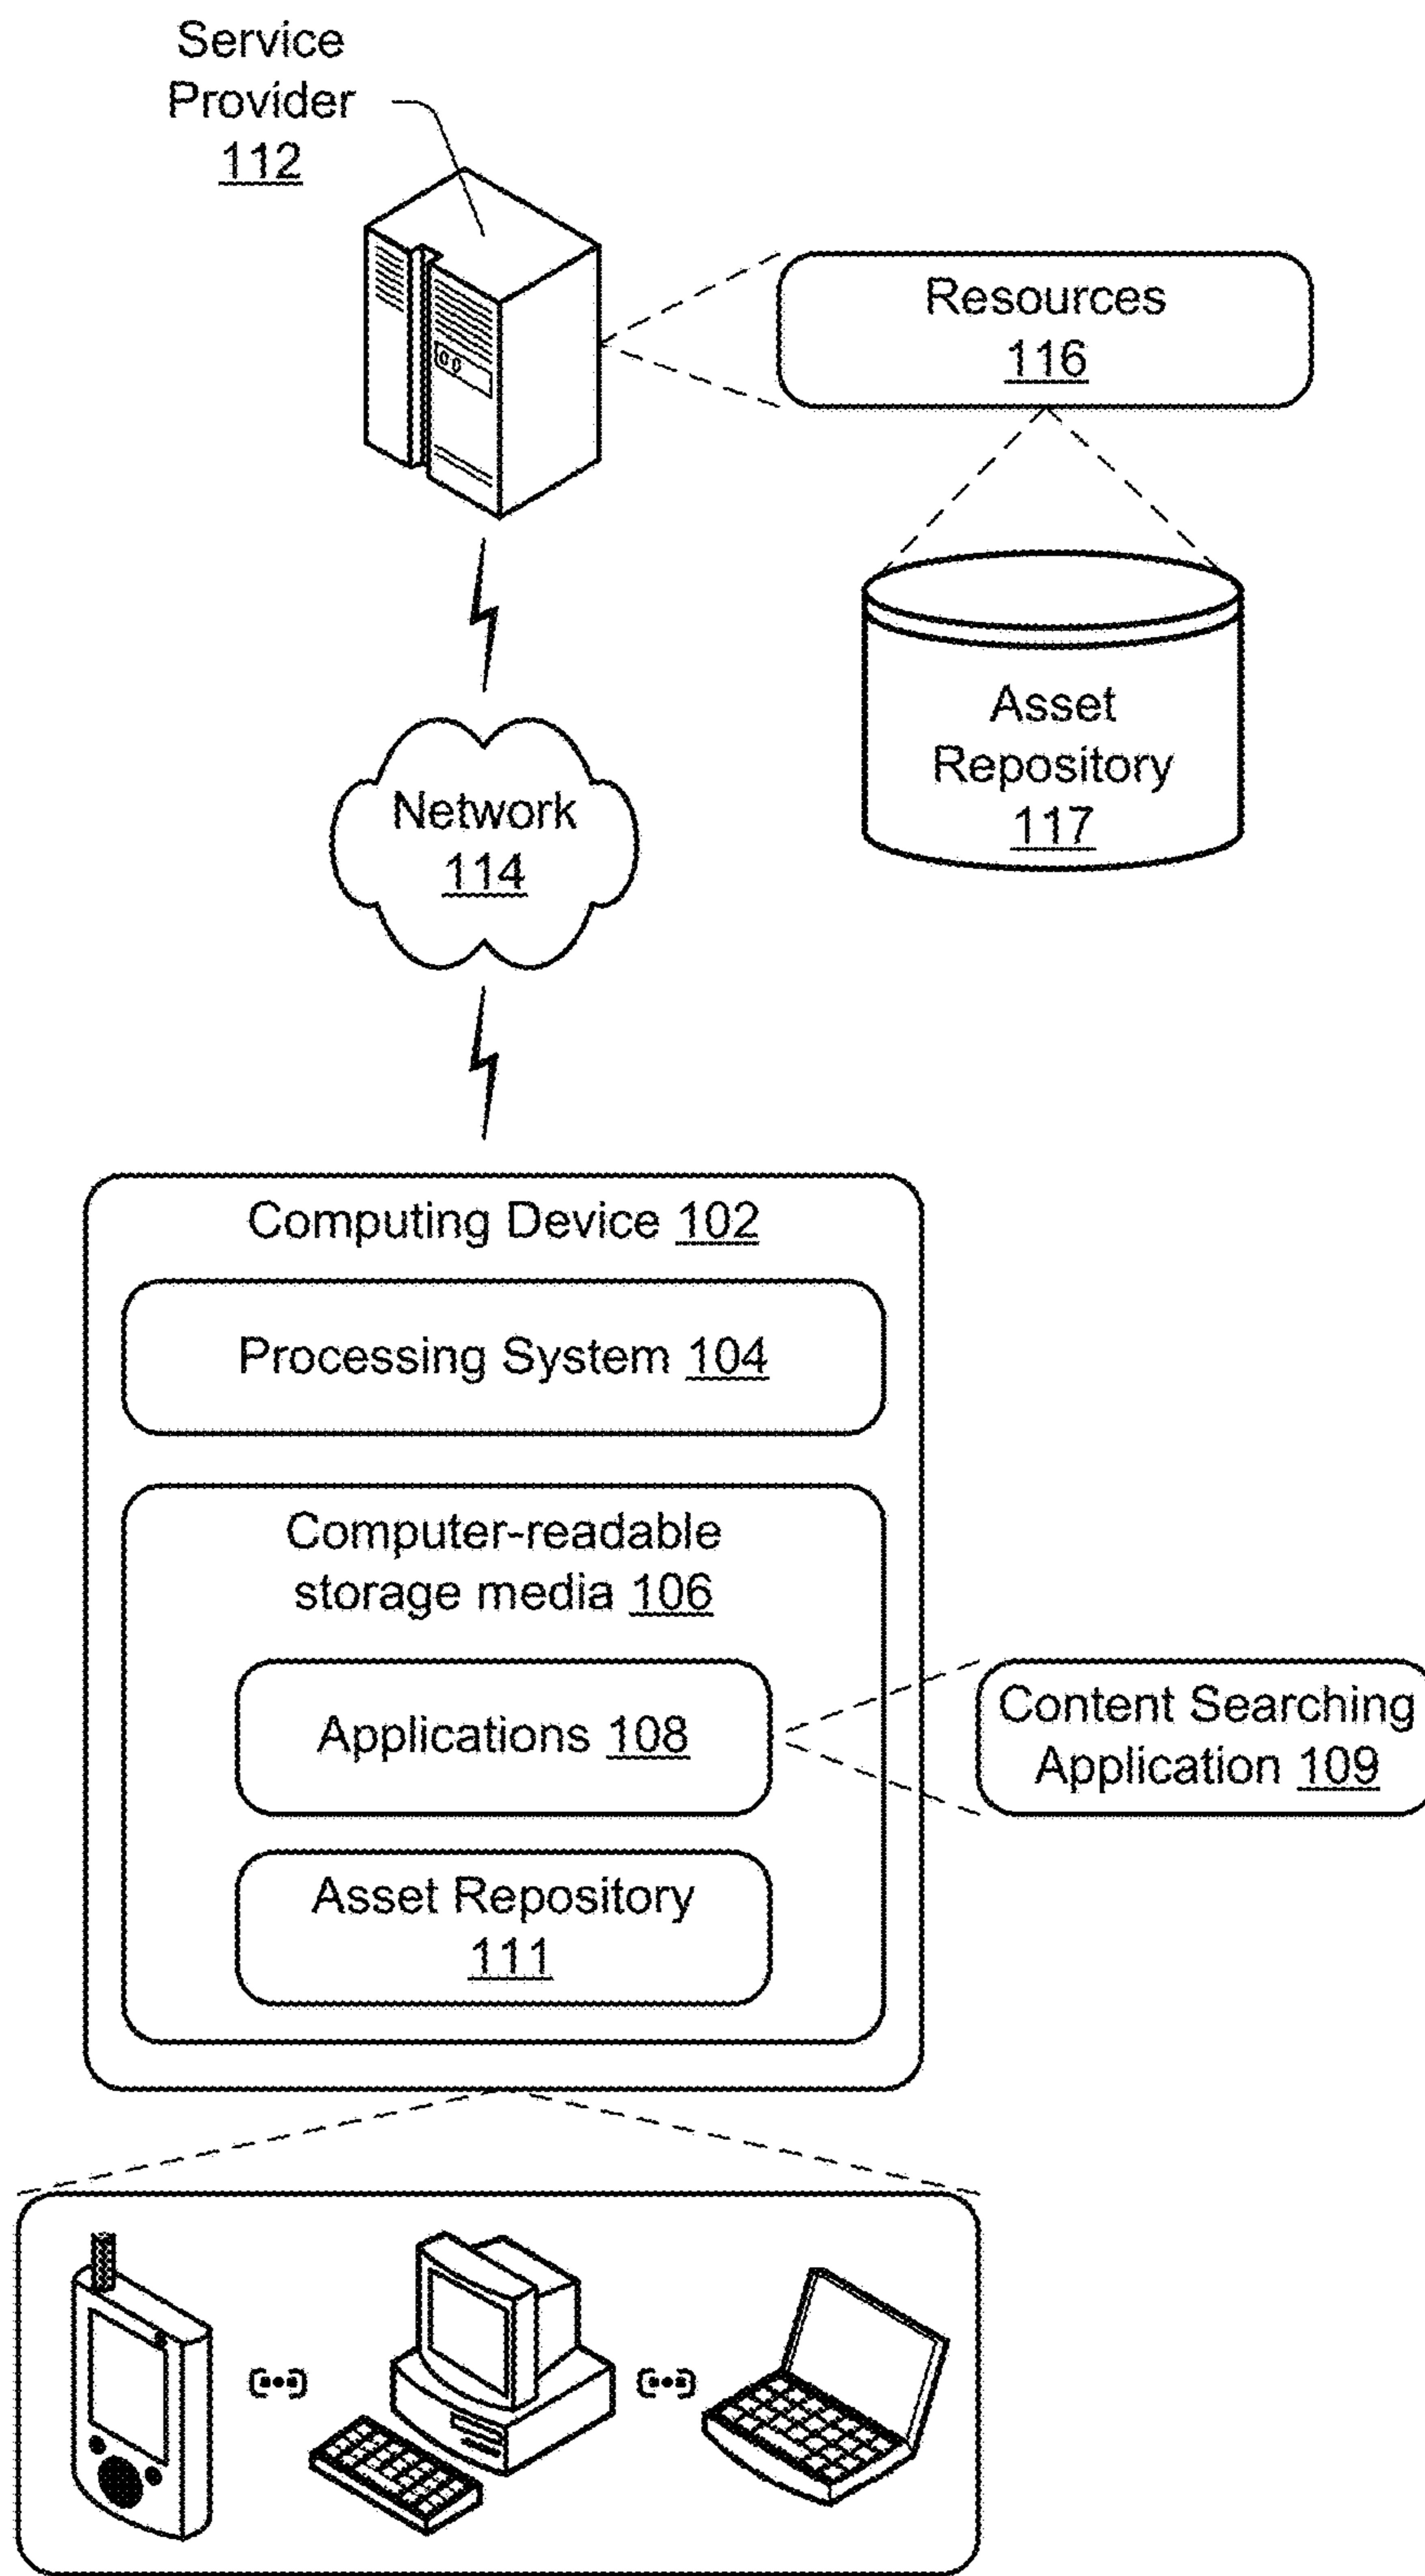 Service
Provider
112
Resources
116
Asset
Repository
117
Network
114
Computing Device 102
Processing System 104
Computer-readable
storage media 106
Applications 108
Content Searching
Application 109
Asset Repository
111